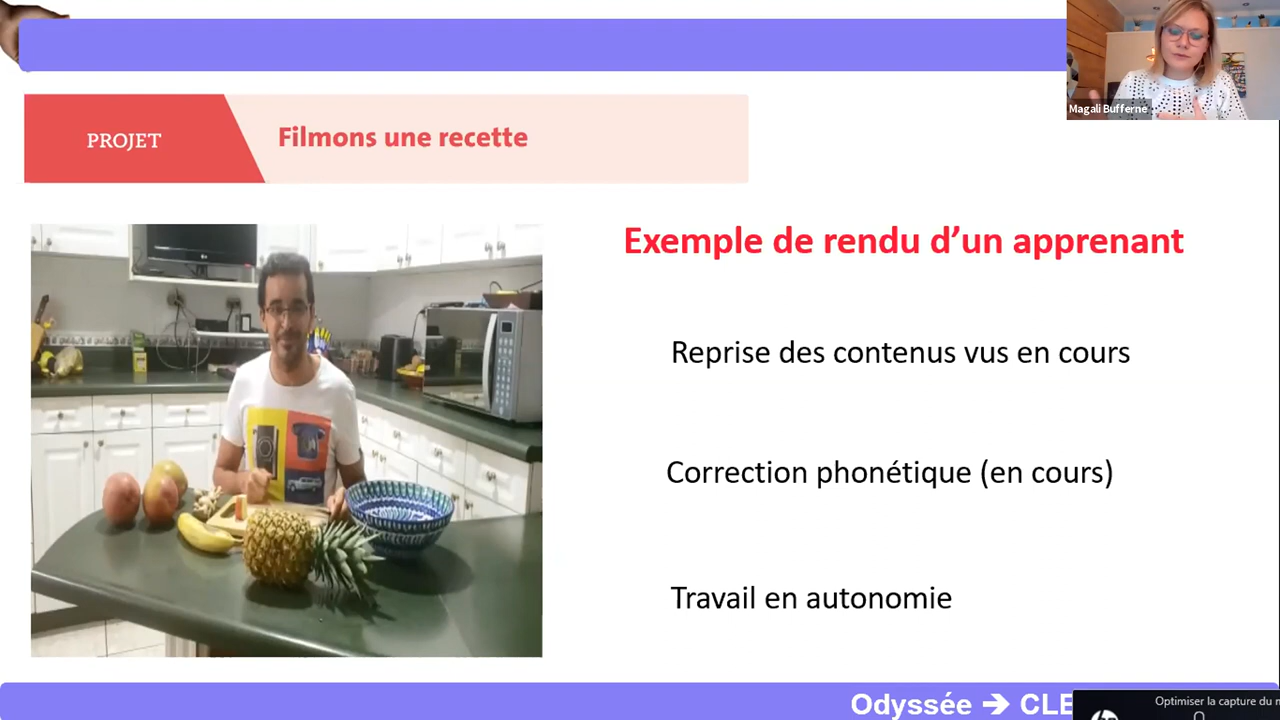 Magali Bufferne
PROJET
Filmons une recette
Exemple de rendu d’un apprenant
Reprise des contenus vus en cours
Correction phonétique (en cours)
Travail en autonomie
Odyssée ➔ CLE
Optimiser la capture du
hp